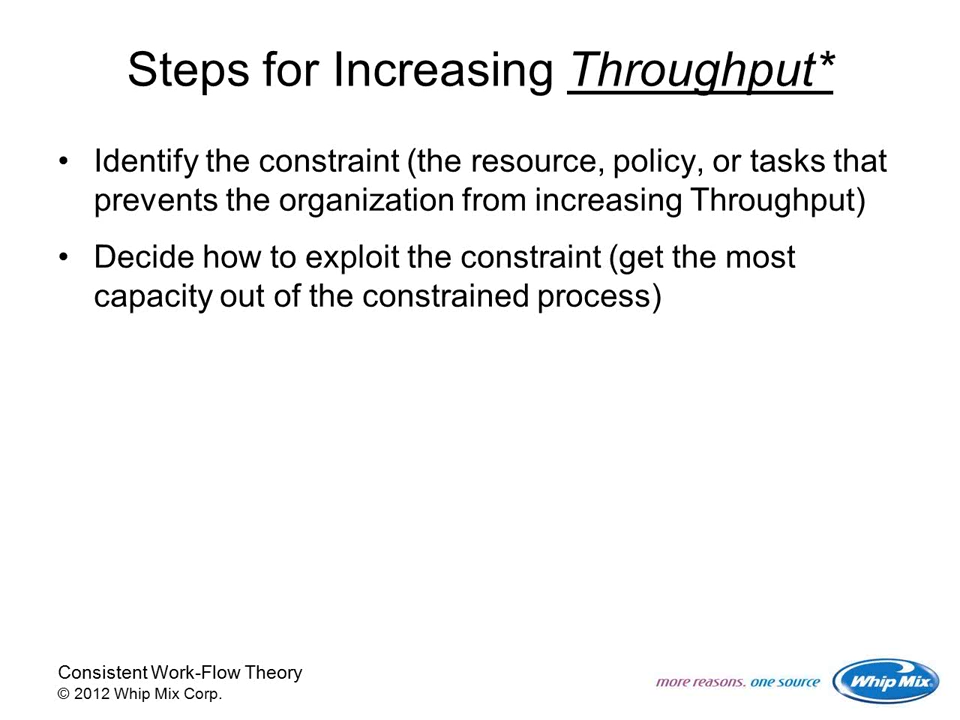 Steps for Increasing Throughput*
• Identify the constraint (the resource, policy, or tasks that
prevents the organization from increasing Throughput)
• Decide how to exploit the constraint (get the most
capacity out of the constrained process)
Consistent Work-Flow Theory
© 2012 Whip Mix Corp.
more reasons. one source
Whip Mix